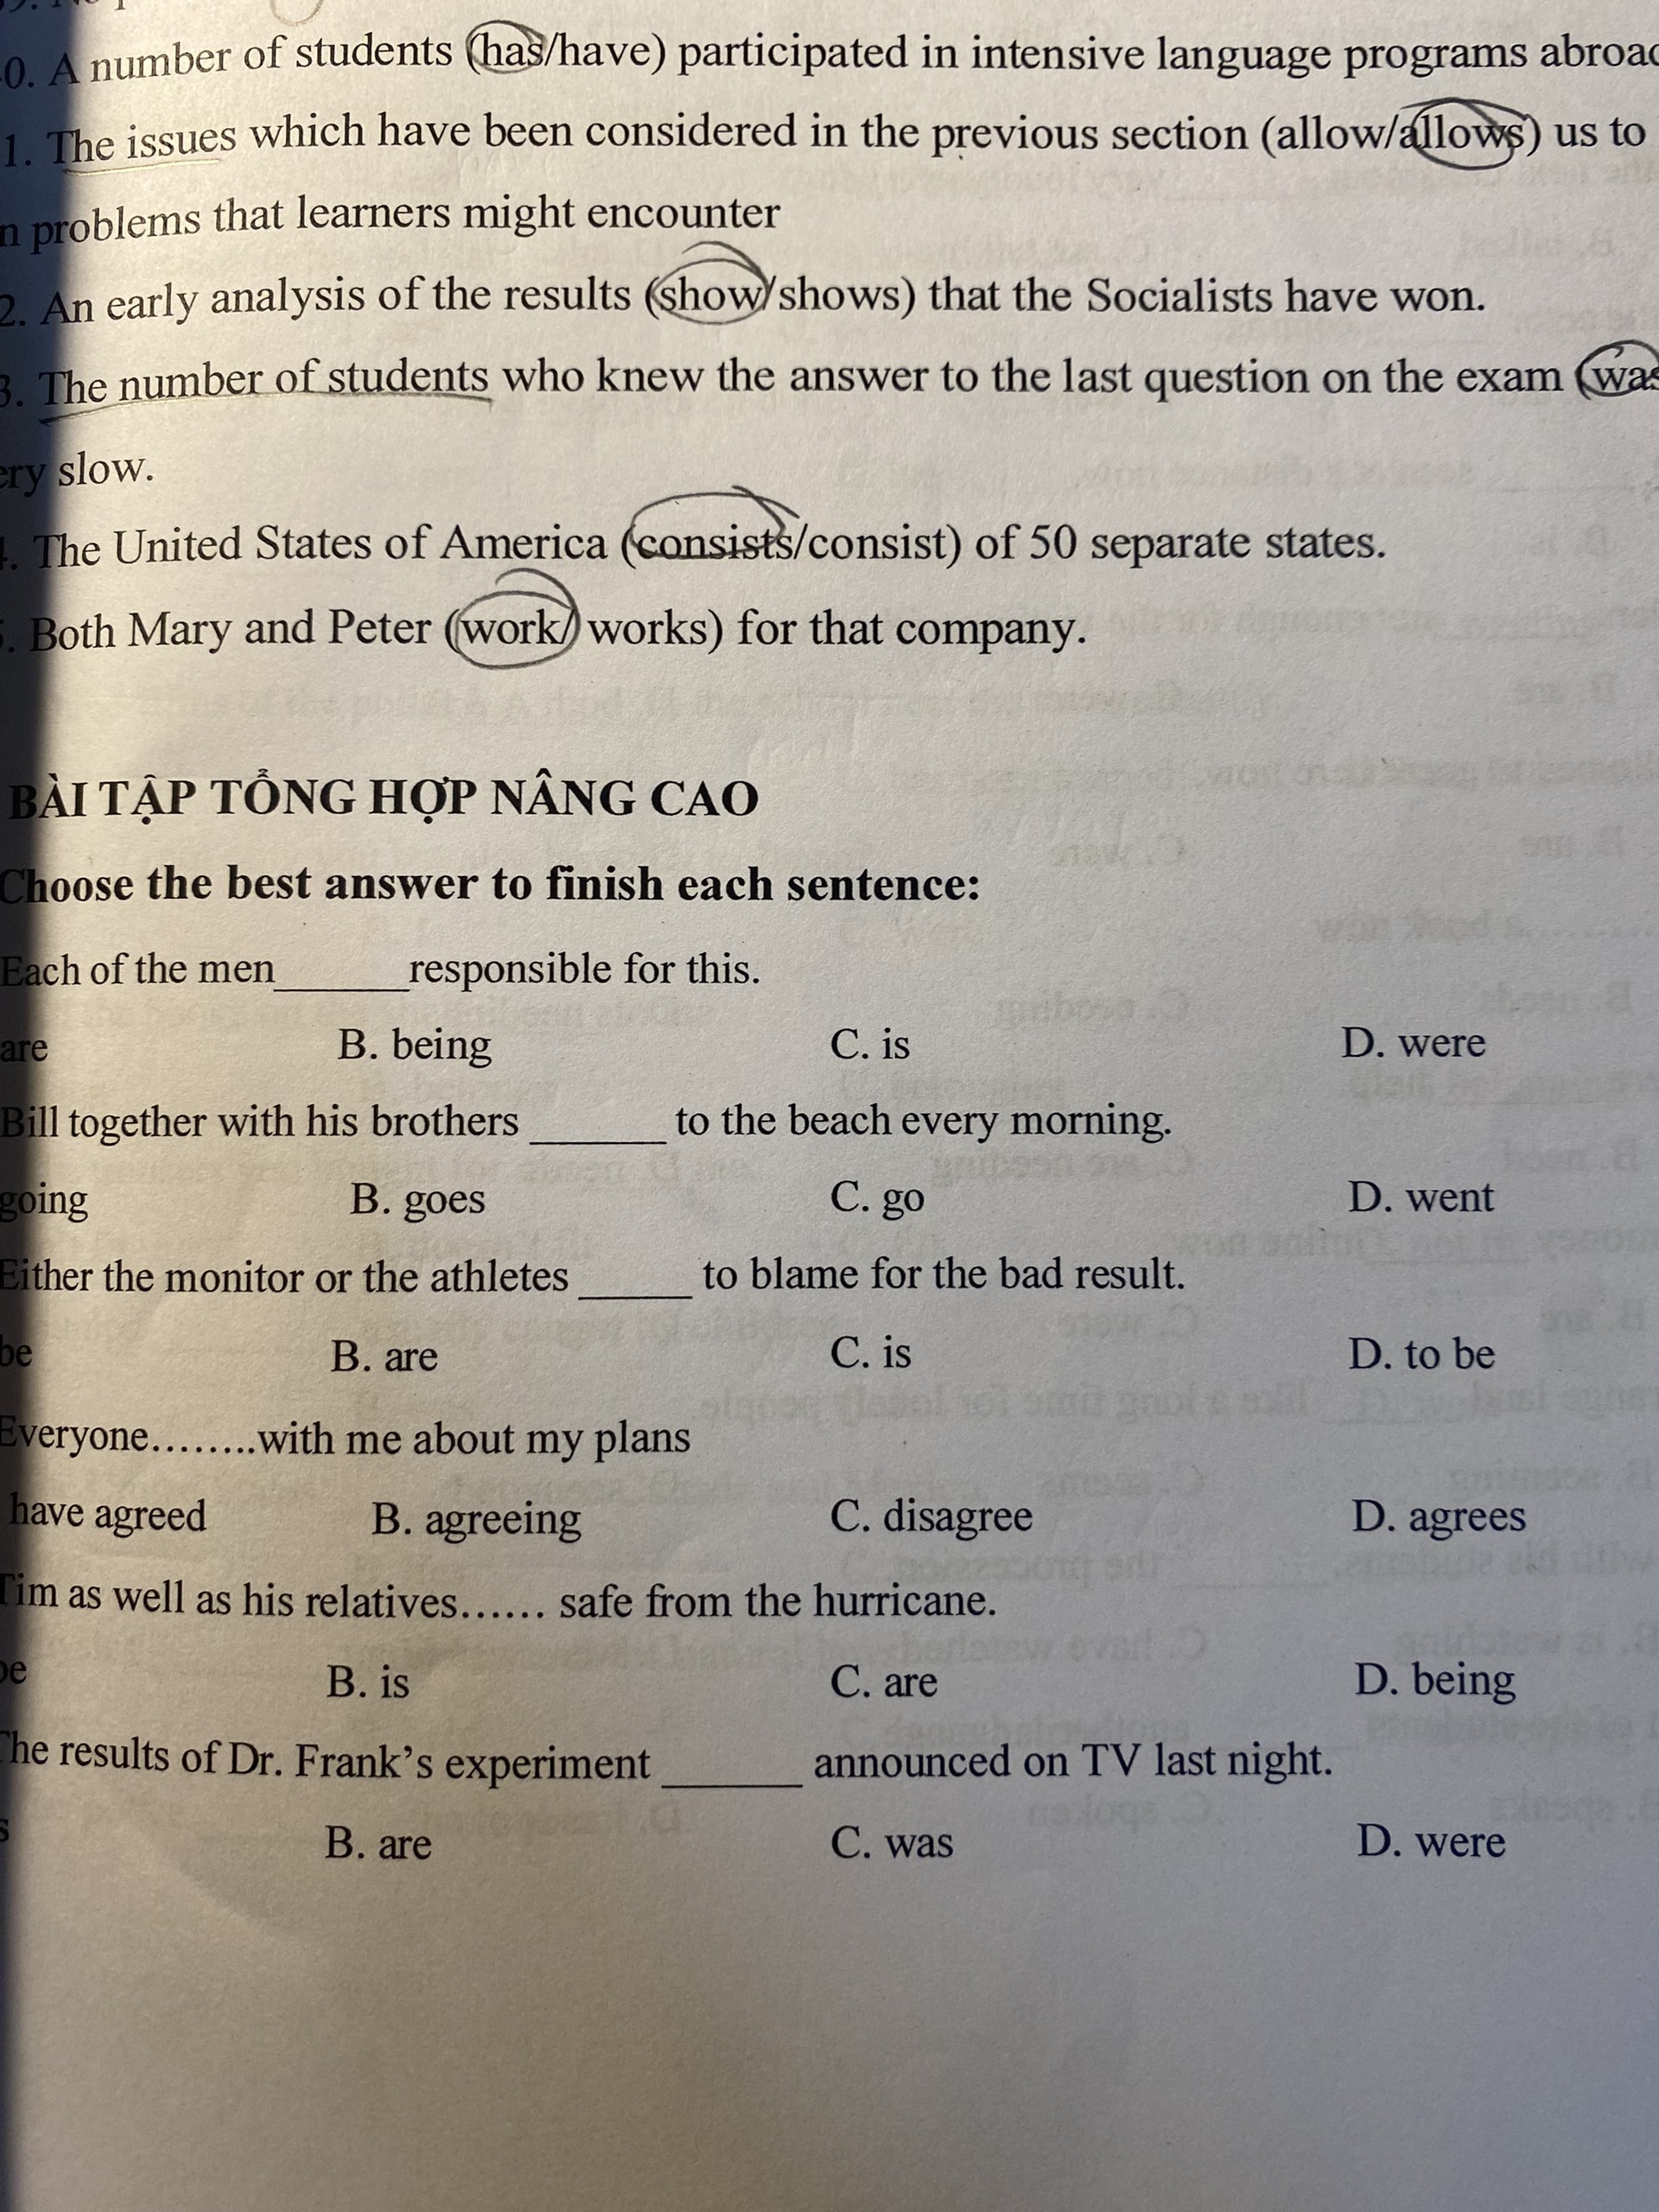 0. A number of students (has/have) participated in intensive language programs abroad
1. The issues which have been considered in the previous section (allow/allows) us to
n problems that learners might encounter
2. An early analysis of the results (show/shows) that the Socialists have won.
3. The number of students who knew the answer to the last question on the exam (was
ery slow.
4. The United States of America (consists/consist) of 50 separate states.
5. Both Mary and Peter (work/ works) for that company.
BÀI TẬP TỔNG HỢP NÂNG CAO
Choose the best answer to finish each sentence:
Each of the men______responsible for this.
are B. being C. is D. were
Bill together with his brothers ______ to the beach every morning.
going B. goes C. go D. went
Either the monitor or the athletes _____ to blame for the bad result.
be B. are C. is D. to be
Everyone........with me about my plans
have agreed B. agreeing C. disagree D. agrees
Tim as well as his relatives...... safe from the hurricane.
be B. is C. are D. being
The results of Dr. Frank's experiment ______ announced on TV last night.
s B. are C. was D. were